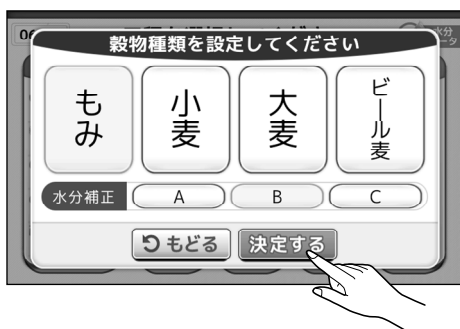 06
穀物種類を設定してください
もみ
小麦
大麦
ビール麦
水分補正 A B C
もどる 決定する